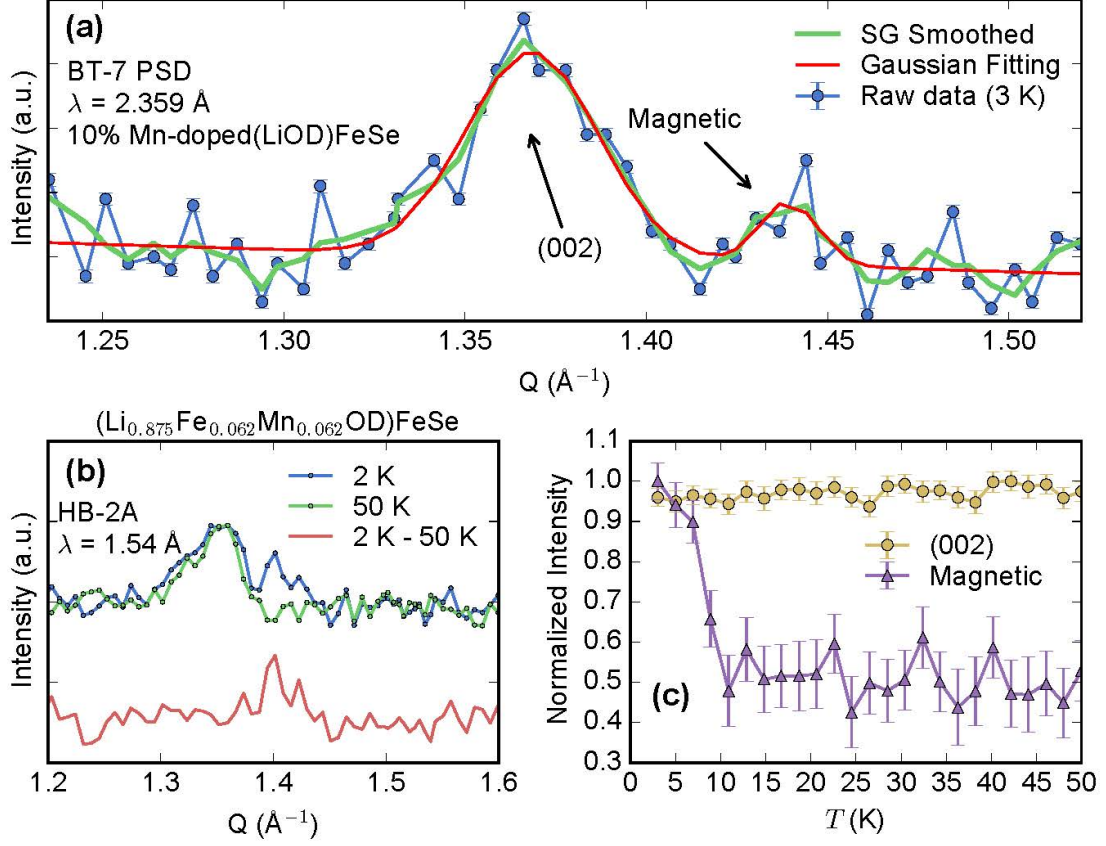 (a)
BT-7 PSD
λ = 2.359 Å
10% Mn-doped(LiOD)FeSe
SG Smoothed
Gaussian Fitting
Raw data (3 K)
Magnetic
(002)
Intensity (a.u.)
1.25 1.30 1.35 1.40 1.45 1.50
Q (Å⁻¹)
(Li₀.₈₇₅Fe₀.₀₆₂Mn₀.₀₆₂OD)FeSe
(b)
HB-2A
λ = 1.54 Å
2 K
50 K
2 K - 50 K
Intensity (a.u.)
1.2 1.3 1.4 1.5 1.6
Q (Å⁻¹)
Normalized Intensity
1.1
1.0
0.9
0.8
0.7
0.6
0.5
0.4
0.3
(002)
Magnetic
(c)
0 5 10 15 20 25 30 35 40 45 50
T (K)